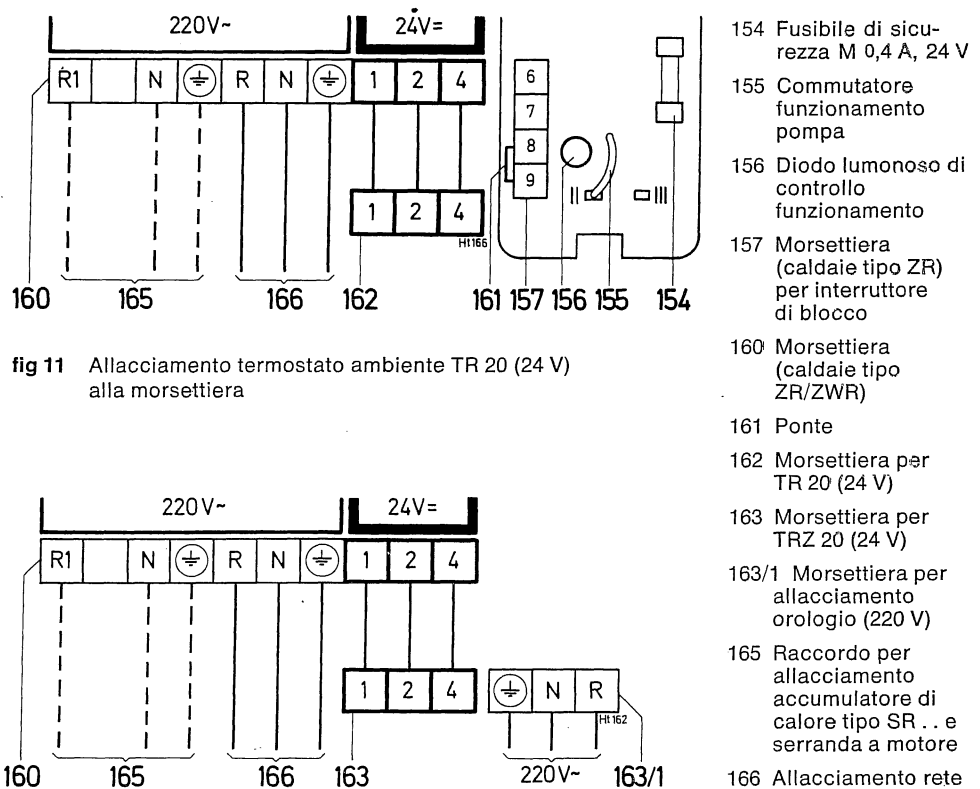 220V~ 24V=
R1 N R N 1 2 4
6
7
8
9
II III
1 2 4
Ht166
160 165 166 162 161 157 156 155 154
fig 11 Allacciamento termostato ambiente TR 20 (24 V)
alla morsettiera
220V~ 24V=
R1 N R N 1 2 4
1 2 4 N R
Ht162
160 165 166 163 220V~ 163/1
154 Fusibile di sicu-
rezza M 0,4 A, 24 V
155 Commutatore
funzionamento
pompa
156 Diodo lumonoso di
controllo
funzionamento
157 Morsettiera
(caldaie tipo ZR)
per interruttore
di blocco
160 Morsettiera
(caldaie tipo
ZR/ZWR)
161 Ponte
162 Morsettiera per
TR 20 (24 V)
163 Morsettiera per
TRZ 20 (24 V)
163/1 Morsettiera per
allacciamento
orologio (220 V)
165 Raccordo per
allacciamento
accumulatore di
calore tipo SR . . e
serranda a motore
166 Allacciamento rete